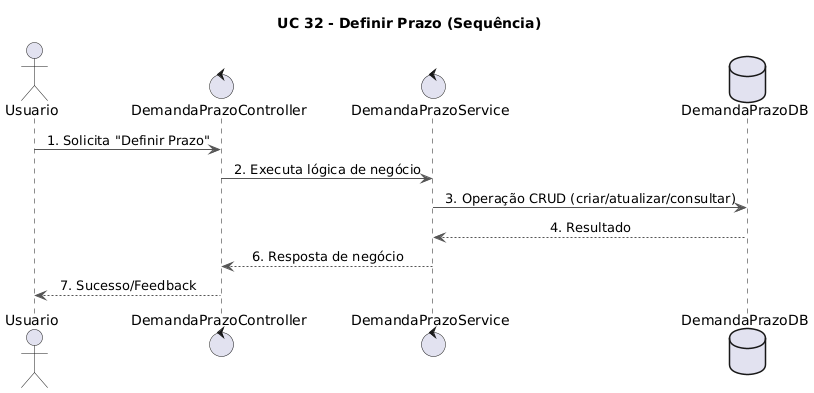 UC 32 - Definir Prazo (Sequência)
Usuario
DemandaPrazoController
DemandaPrazoService
DemandaPrazoDB
1. Solicita "Definir Prazo"
2. Executa lógica de negócio
3. Operação CRUD (criar/atualizar/consultar)
4. Resultado
6. Resposta de negócio
7. Sucesso/Feedback
Usuario
DemandaPrazoController
DemandaPrazoService
DemandaPrazoDB